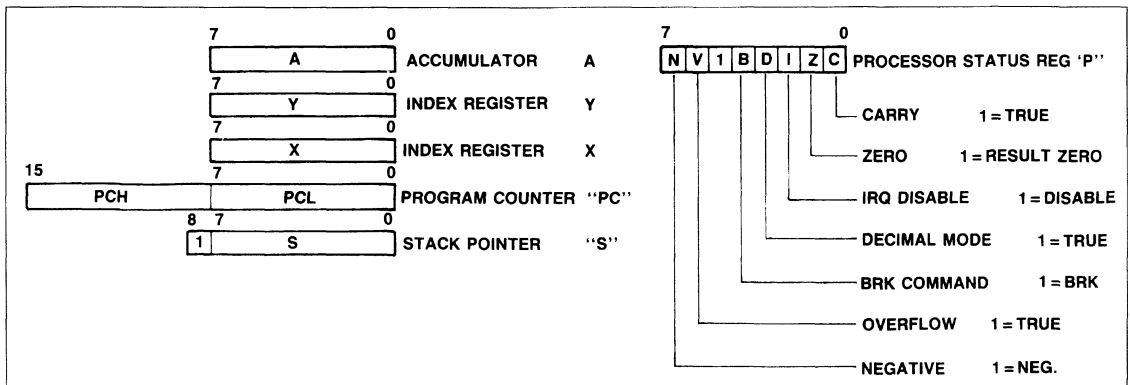 7 0
A ACCUMULATOR A
7 0
Y INDEX REGISTER Y
7 0
X INDEX REGISTER X
15 7 0
PCH PCL PROGRAM COUNTER "PC"
8 7 0
1 S STACK POINTER "S"
7 0
N V 1 B D I Z C PROCESSOR STATUS REG 'P"
CARRY 1 = TRUE
ZERO 1 = RESULT ZERO
IRQ DISABLE 1 = DISABLE
DECIMAL MODE 1 = TRUE
BRK COMMAND 1 = BRK
OVERFLOW 1 = TRUE
NEGATIVE 1 = NEG.